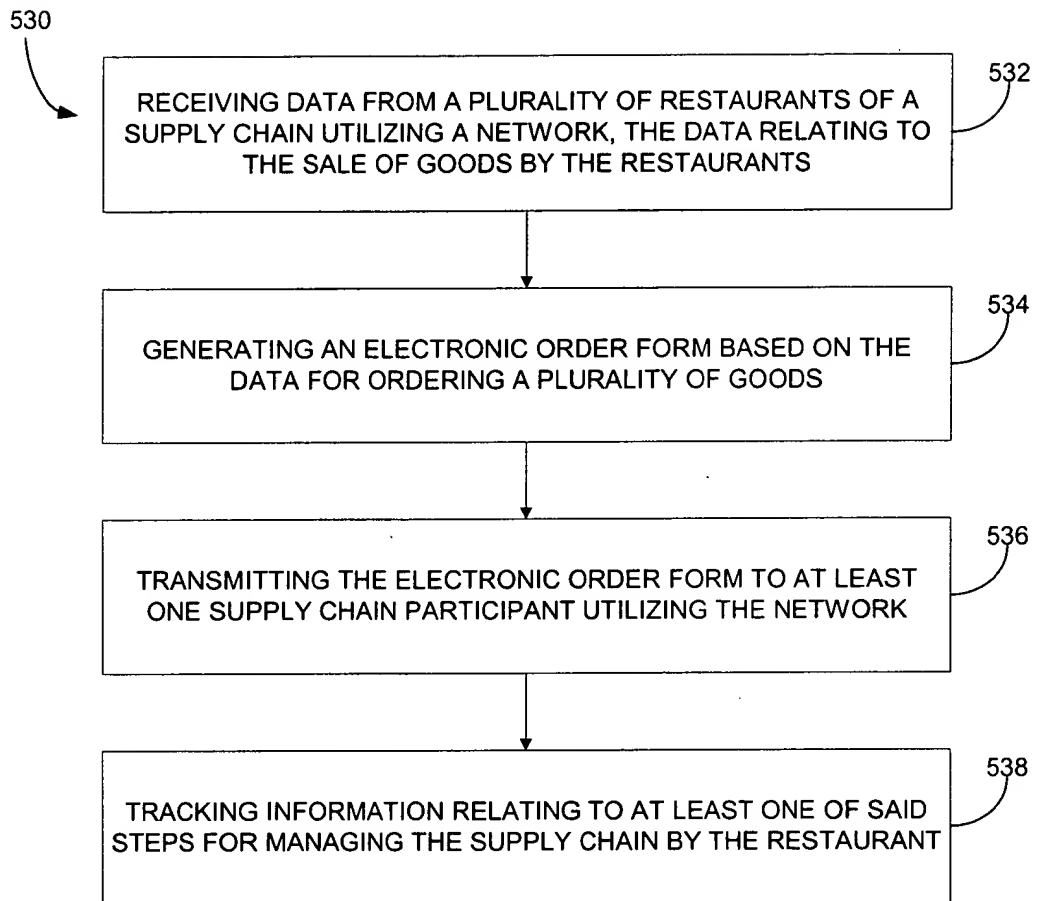 530
532
RECEIVING DATA FROM A PLURALITY OF RESTAURANTS OF A
SUPPLY CHAIN UTILIZING A NETWORK, THE DATA RELATING TO
THE SALE OF GOODS BY THE RESTAURANTS
534
GENERATING AN ELECTRONIC ORDER FORM BASED ON THE
DATA FOR ORDERING A PLURALITY OF GOODS
536
TRANSMITTING THE ELECTRONIC ORDER FORM TO AT LEAST
ONE SUPPLY CHAIN PARTICIPANT UTILIZING THE NETWORK
538
TRACKING INFORMATION RELATING TO AT LEAST ONE OF SAID
STEPS FOR MANAGING THE SUPPLY CHAIN BY THE RESTAURANT